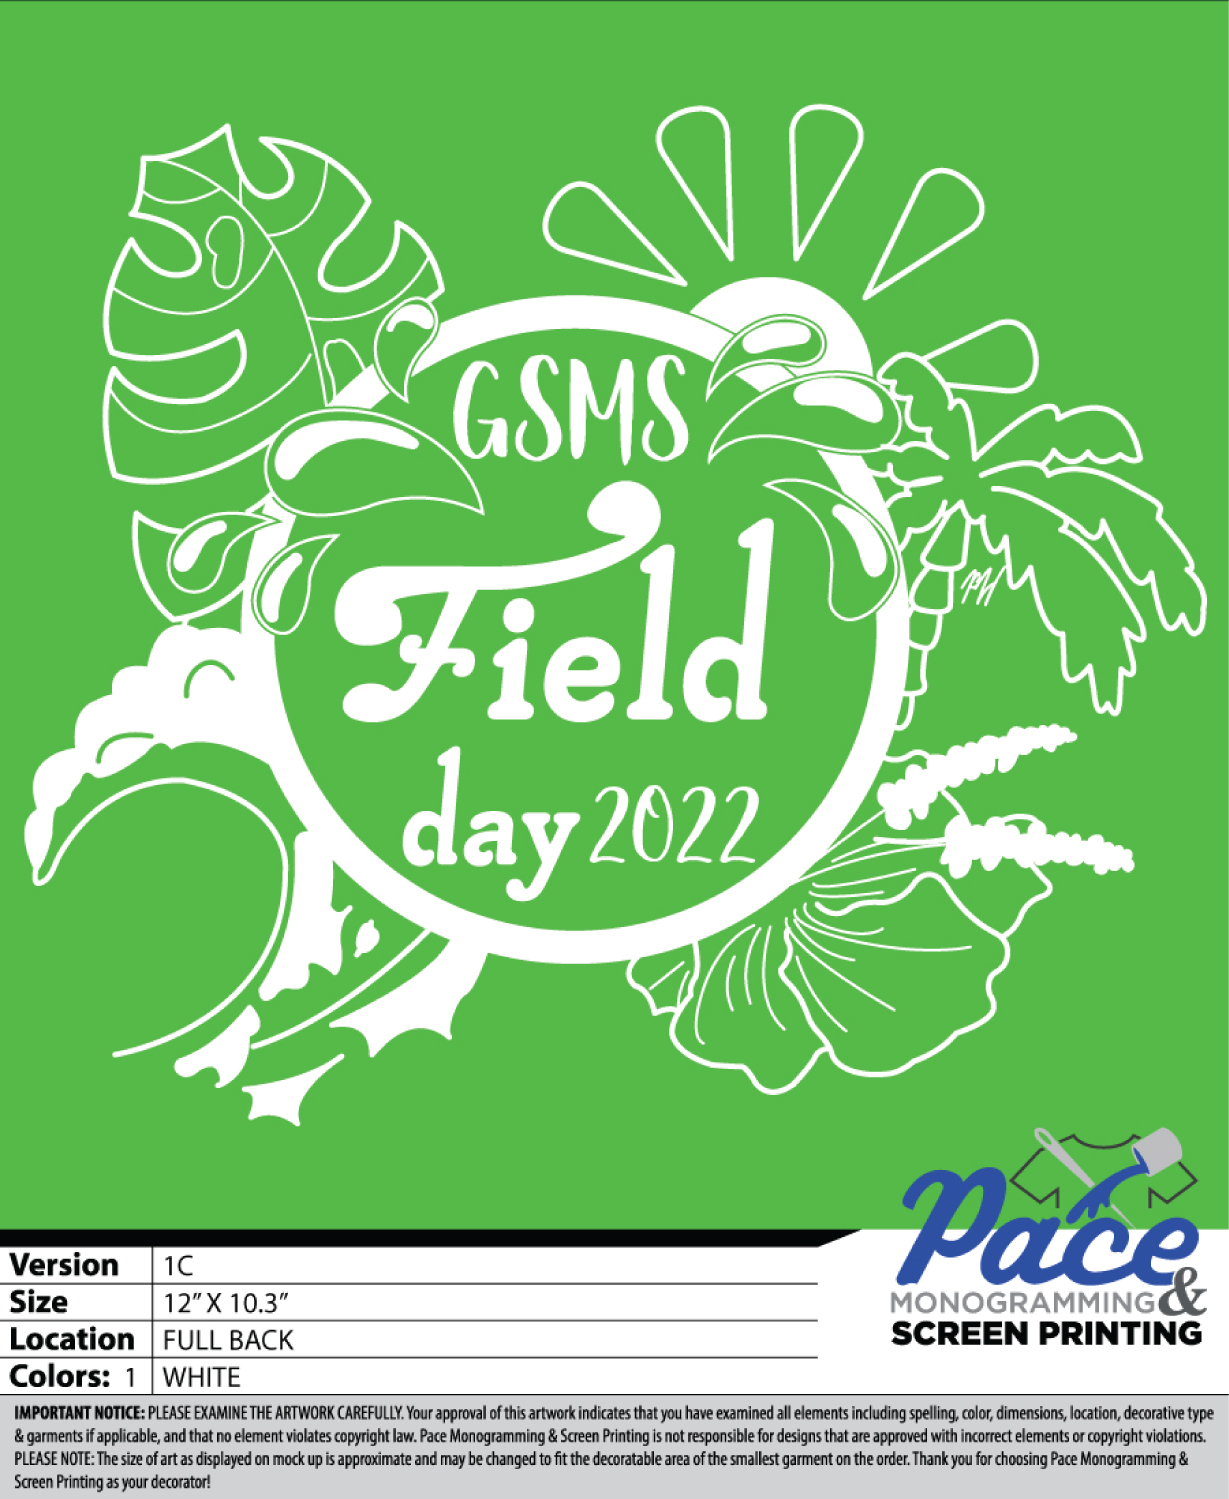 GSMS
Field
day 2022
Pace
&
MONOGRAMMING
SCREEN PRINTING
Version 1C
Size 12" X 10.3"
Location FULL BACK
Colors: 1 WHITE
IMPORTANT NOTICE: PLEASE EXAMINE THE ARTWORK CAREFULLY. Your approval of this artwork indicates that you have examined all elements including spelling, color, dimensions, location, decorative type
& garments if applicable, and that no element violates copyright law. Pace Monogramming & Screen Printing is not responsible for designs that are approved with incorrect elements or copyright violations.
PLEASE NOTE: The size of art as displayed on mock up is approximate and may be changed to fit the decoratable area of the smallest garment on the order. Thank you for choosing Pace Monogramming &
Screen Printing as your decorator!